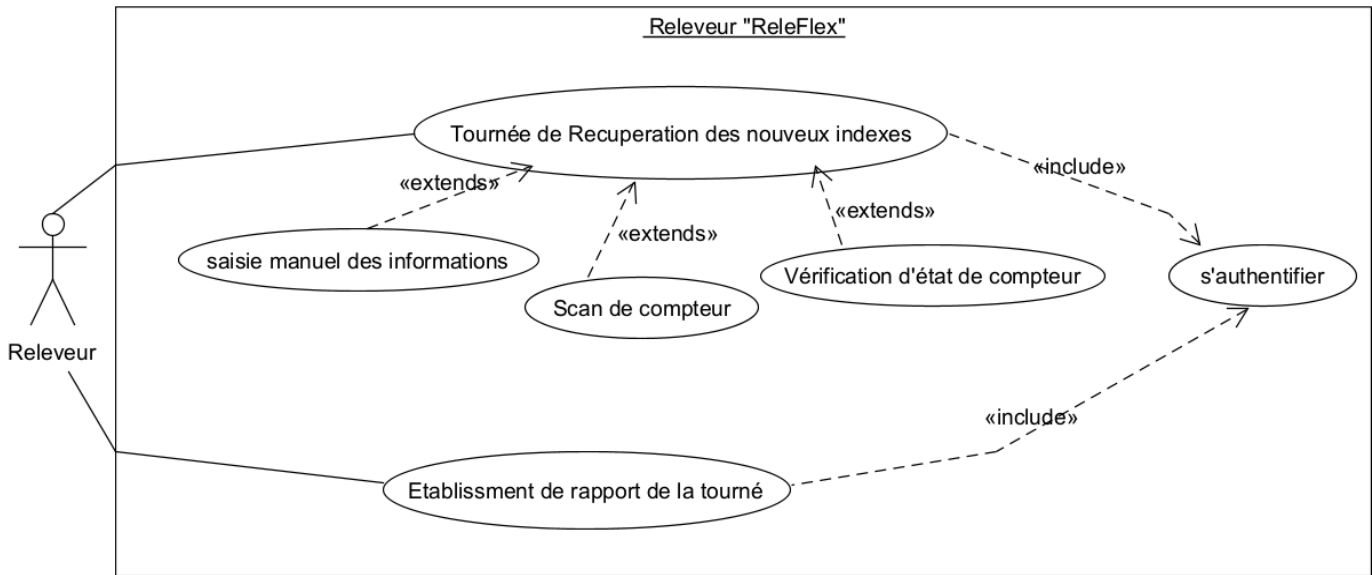 Releveur "ReleFlex"
Tournée de Recuperation des nouveux indexes
«extends»
«include»
«extends»
«extends»
saisie manuel des informations
Vérification d'état de compteur
s'authentifier
Scan de compteur
Releveur
«include»
Etablissment de rapport de la tourné